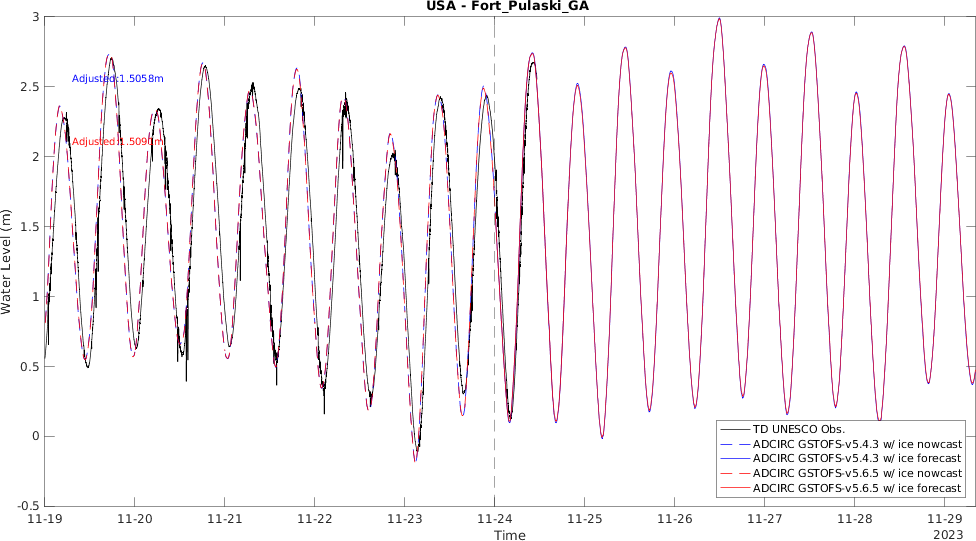 USA - Fort_Pulaski_GA
3
2.5
2
1.5
1
0.5
0
-0.5
Water Level (m)
Adjusted:1.5058m
Adjusted:1.5090m
TD UNESCO Obs.
ADCIRC GSTOFS-v5.4.3 w/ ice nowcast
ADCIRC GSTOFS-v5.4.3 w/ ice forecast
ADCIRC GSTOFS-v5.6.5 w/ ice nowcast
ADCIRC GSTOFS-v5.6.5 w/ ice forecast
11-19 11-20 11-21 11-22 11-23 11-24 11-25 11-26 11-27 11-28 11-29
Time 2023